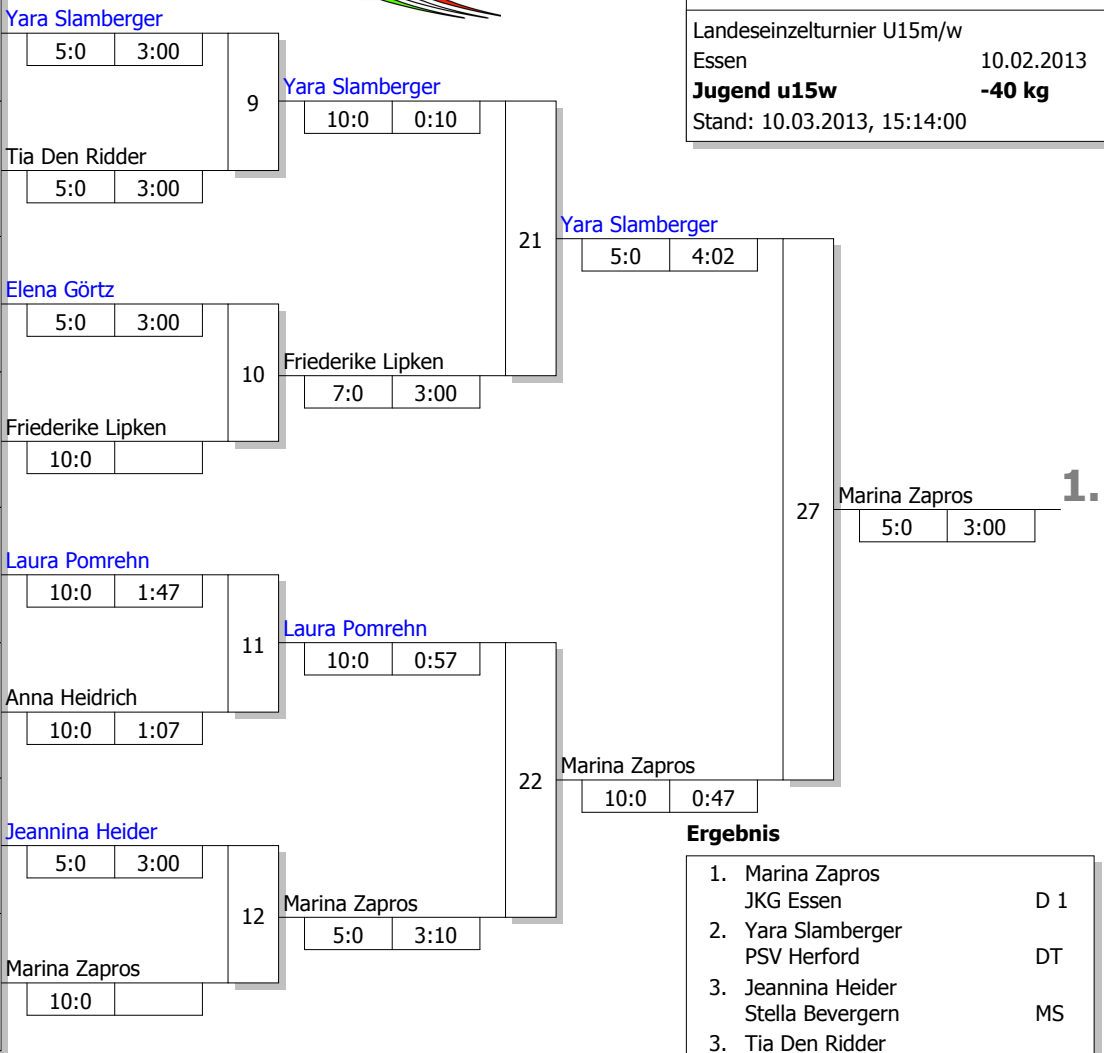 Landeseinzelturnier U15m/w
Essen 10.02.2013
Jugend u15w -40 kg
Stand: 10.03.2013, 15:14:00
Yara Slamberger
5:0 3:00
9
Tia Den Ridder
5:0 3:00
Elena Görtz
5:0 3:00
10
Friederike Lipken
10:0
Laura Pomrehn
10:0 1:47
11
Anna Heidrich
10:0 1:07
Jeannina Heider
5:0 3:00
12
Marina Zapros
10:0
Yara Slamberger
10:0 0:10
21
Friederike Lipken
7:0 3:00
Laura Pomrehn
10:0 0:57
22
Marina Zapros
5:0 3:10
Yara Slamberger
5:0 4:02
27
Marina Zapros
10:0 0:47
Marina Zapros 1.
5:0 3:00
Ergebnis
1. Marina Zapros
JKG Essen D 1
2. Yara Slamberger
PSV Herford DT
3. Jeannina Heider
Stella Bevergern MS
3. Tia Den Ridder